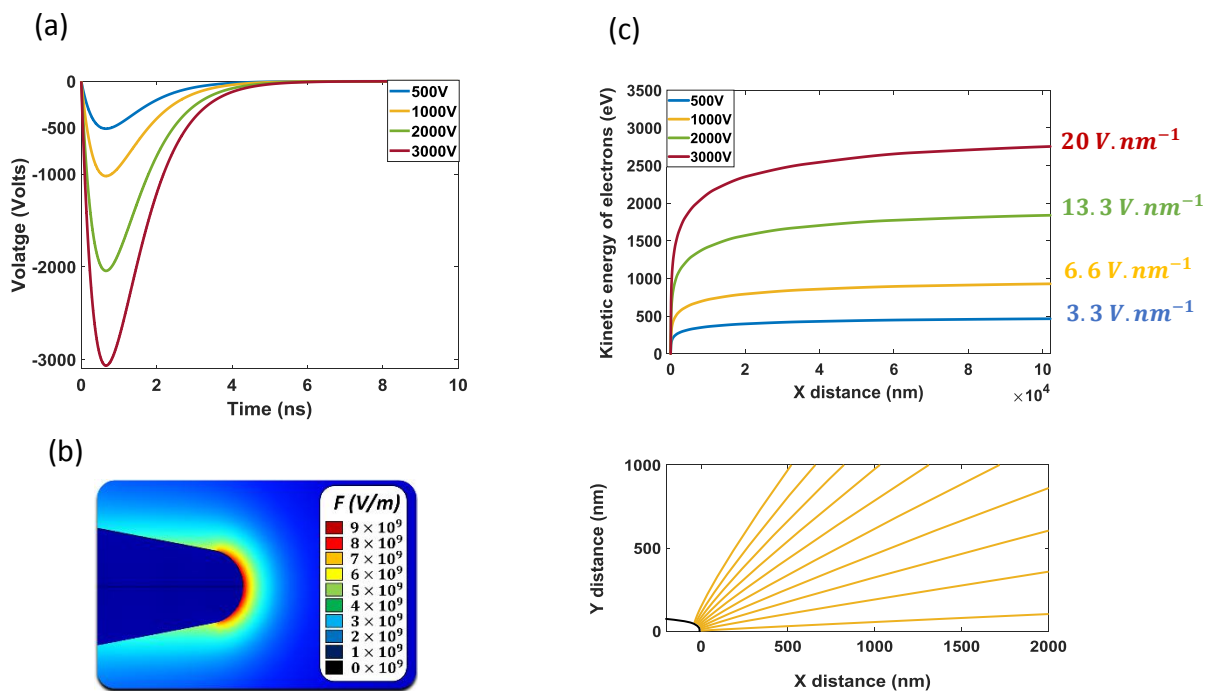 (a)
0
-500
-1000
-2000
-3000
Volatge (Volts)
0 2 4 6 8 10
Time (ns)
500V
1000V
2000V
3000V
(b)
F (V/m)
9 × 10⁹
8 × 10⁹
7 × 10⁹
6 × 10⁹
5 × 10⁹
4 × 10⁹
3 × 10⁹
2 × 10⁹
1 × 10⁹
0 × 10⁹
(c)
3500
3000
2500
2000
1500
1000
500
0
Kinetic energy of electrons (eV)
500V
1000V
2000V
3000V
0 2 4 6 8 10
X distance (nm)
× 10⁴
20 V.nm⁻¹
13.3 V.nm⁻¹
6.6 V.nm⁻¹
3.3 V.nm⁻¹
1000
500
0
Y distance (nm)
0 500 1000 1500 2000
X distance (nm)